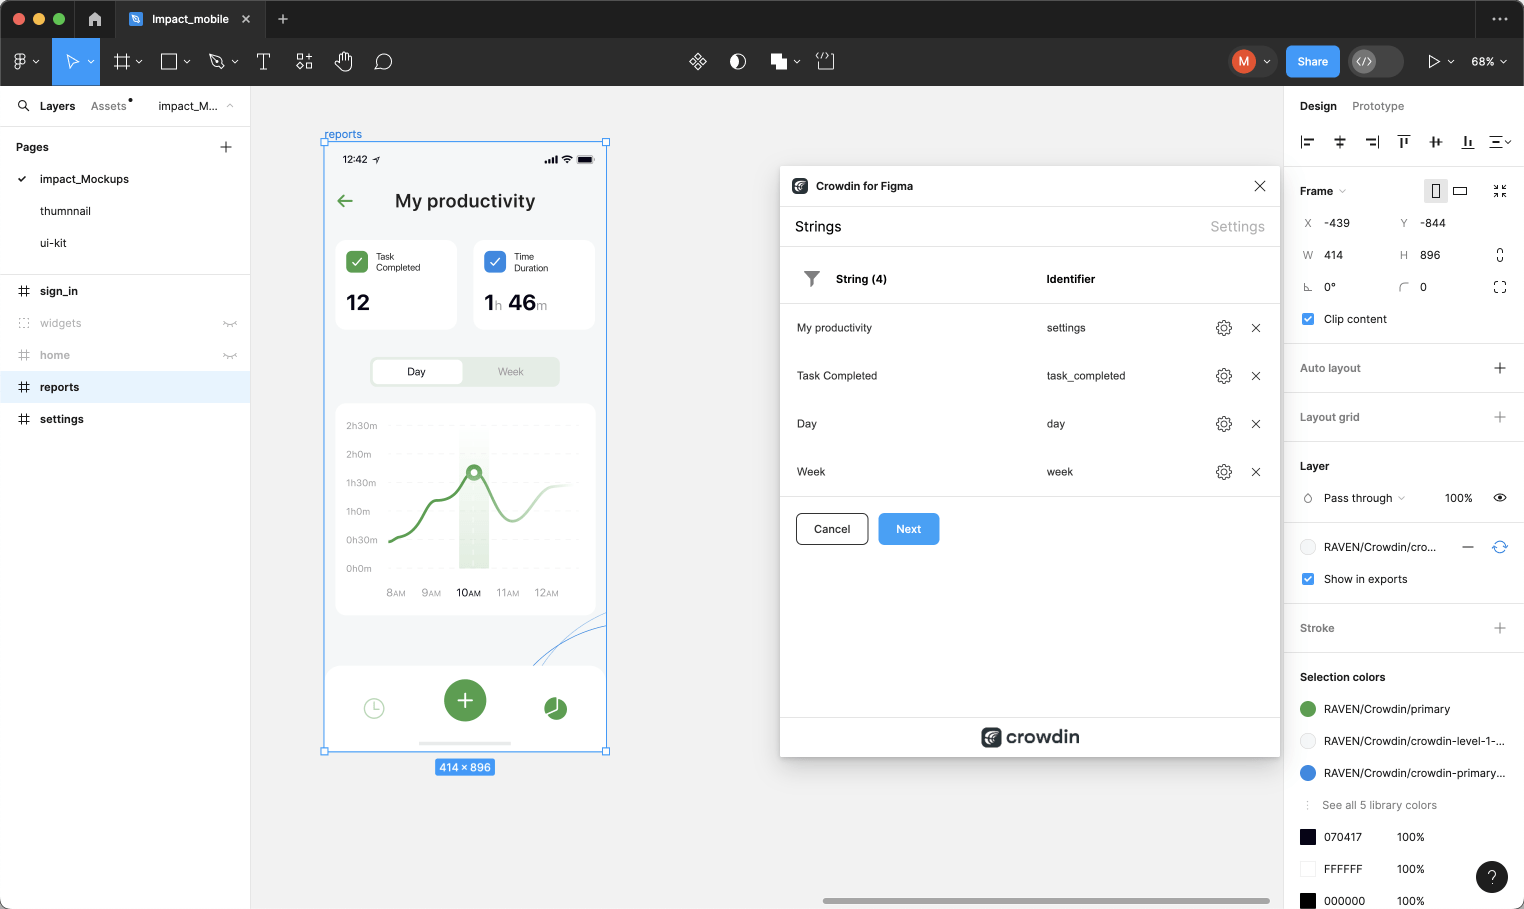 Impact_mobile
M
Share
68%
Layers
Assets
impact_M...
Pages
impact_Mockups
thumnnail
ui-kit
sign_in
widgets
home
reports
settings
reports
12:42
My productivity
Task
Completed
12
Time
Duration
1h 46m
Day
Week
2h30m
2h0m
1h30m
1h0m
0h30m
0h0m
8AM 9AM 10AM 11AM 12AM
414 × 896
Crowdin for Figma
Strings
Settings
String (4)
Identifier
My productivity
settings
Task Completed
task_completed
Day
day
Week
week
Cancel
Next
crowdin
Design
Prototype
Frame
X -439
Y -844
W 414
H 896
0°
0
Clip content
Auto layout
Layout grid
Layer
Pass through
100%
RAVEN/Crowdin/cro...
Show in exports
Stroke
Selection colors
RAVEN/Crowdin/primary
RAVEN/Crowdin/crowdin-level-1-...
RAVEN/Crowdin/crowdin-primary...
See all 5 library colors
070417 100%
FFFFFF 100%
000000 100%
?